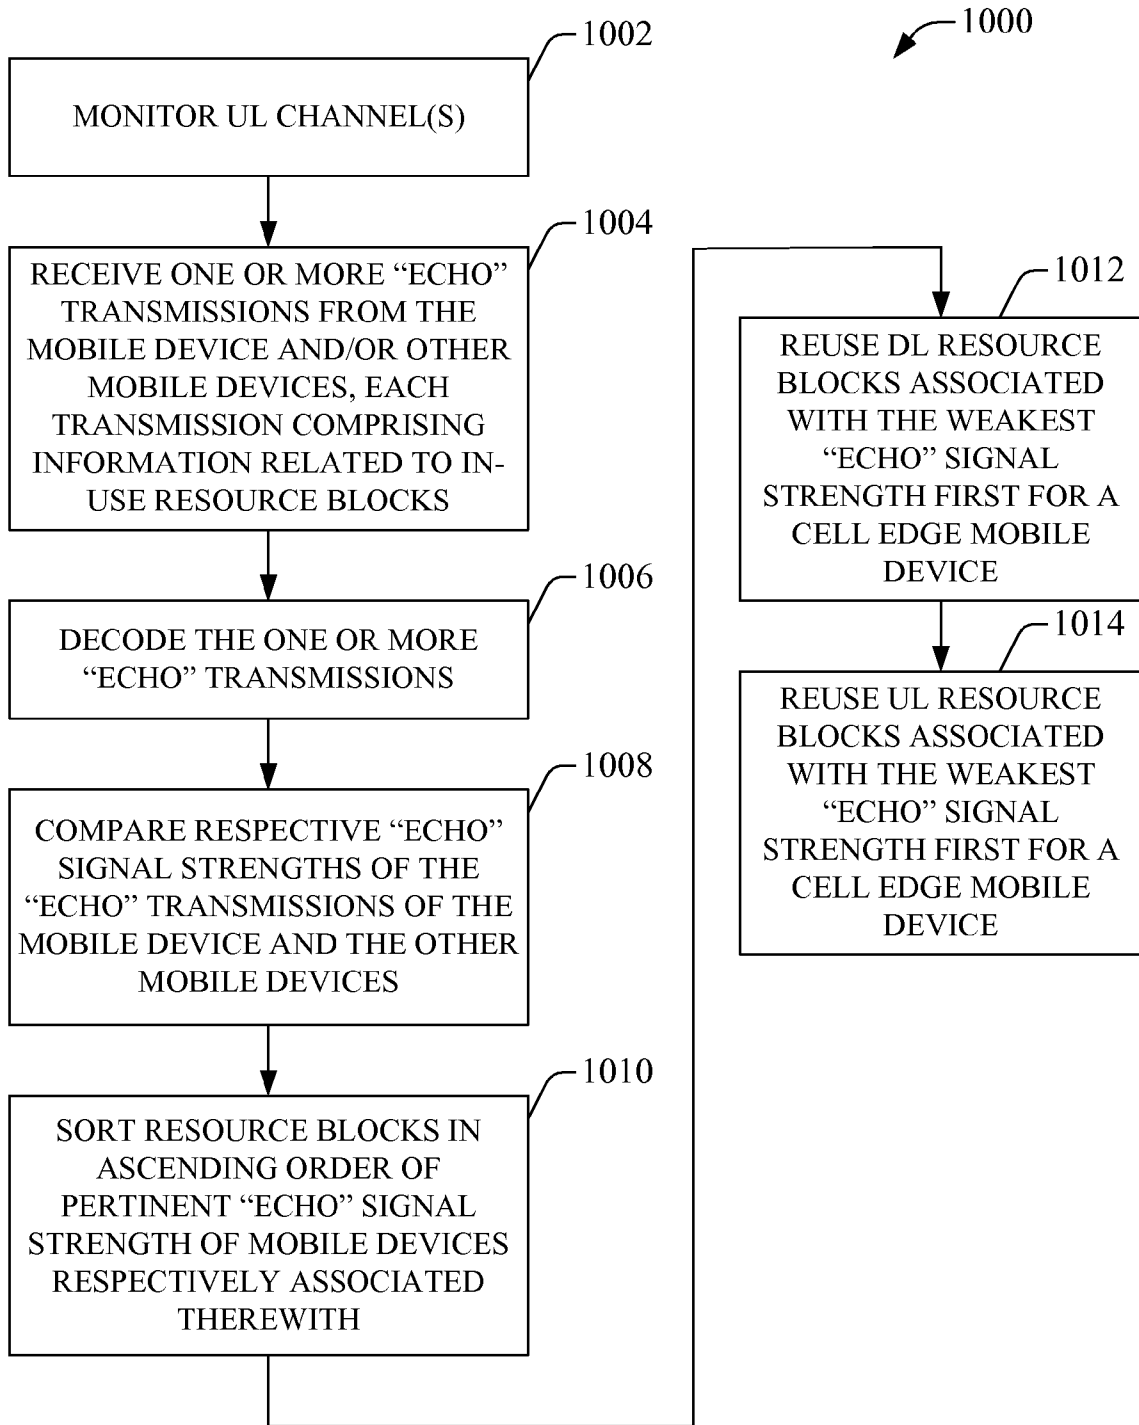 1000
1002
MONITOR UL CHANNEL(S)
1004
RECEIVE ONE OR MORE “ECHO”
TRANSMISSIONS FROM THE
MOBILE DEVICE AND/OR OTHER
MOBILE DEVICES, EACH
TRANSMISSION COMPRISING
INFORMATION RELATED TO IN-
USE RESOURCE BLOCKS
1006
DECODE THE ONE OR MORE
“ECHO” TRANSMISSIONS
1008
COMPARE RESPECTIVE “ECHO”
SIGNAL STRENGTHS OF THE
“ECHO” TRANSMISSIONS OF THE
MOBILE DEVICE AND THE OTHER
MOBILE DEVICES
1010
SORT RESOURCE BLOCKS IN
ASCENDING ORDER OF
PERTINENT “ECHO” SIGNAL
STRENGTH OF MOBILE DEVICES
RESPECTIVELY ASSOCIATED
THEREWITH
1012
REUSE DL RESOURCE
BLOCKS ASSOCIATED
WITH THE WEAKEST
“ECHO” SIGNAL
STRENGTH FIRST FOR A
CELL EDGE MOBILE
DEVICE
1014
REUSE UL RESOURCE
BLOCKS ASSOCIATED
WITH THE WEAKEST
“ECHO” SIGNAL
STRENGTH FIRST FOR A
CELL EDGE MOBILE
DEVICE